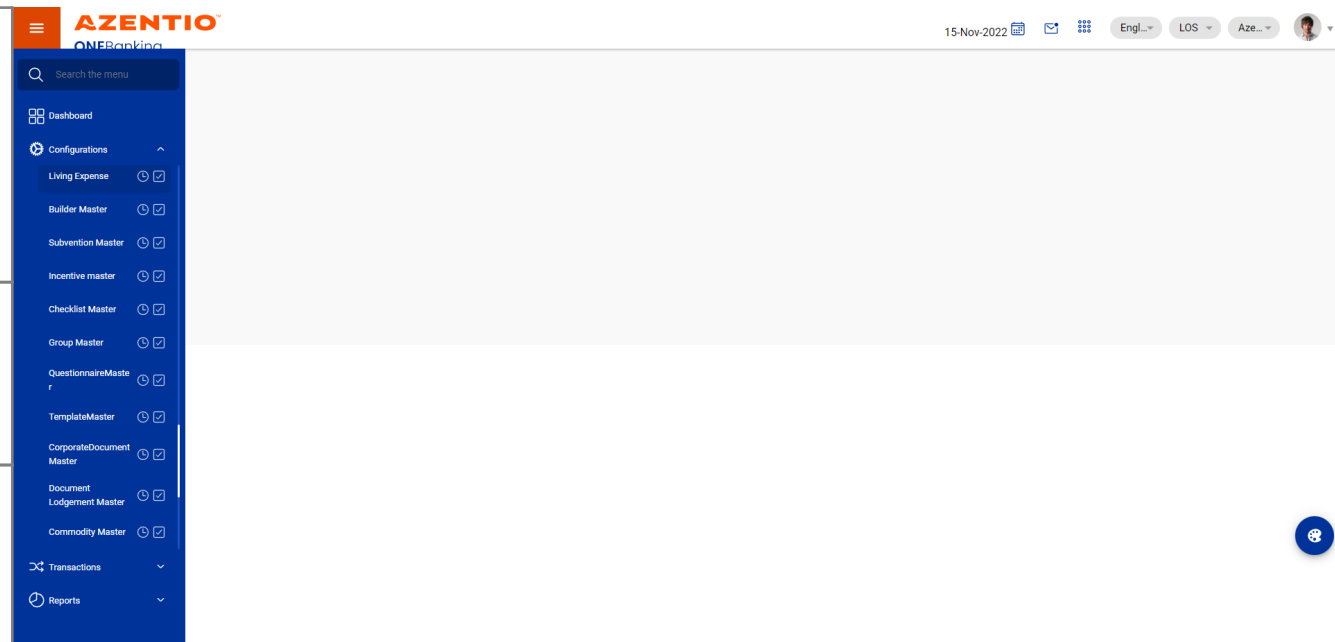 AZENTIO™
ONEBanking
15-Nov-2022
Engl...
LOS
Aze...
Search the menu
Dashboard
Configurations
Living Expense
Builder Master
Subvention Master
Incentive master
Checklist Master
Group Master
QuestionnaireMaste
r
TemplateMaster
CorporateDocument
Master
Document
Lodgement Master
Commodity Master
Transactions
Reports